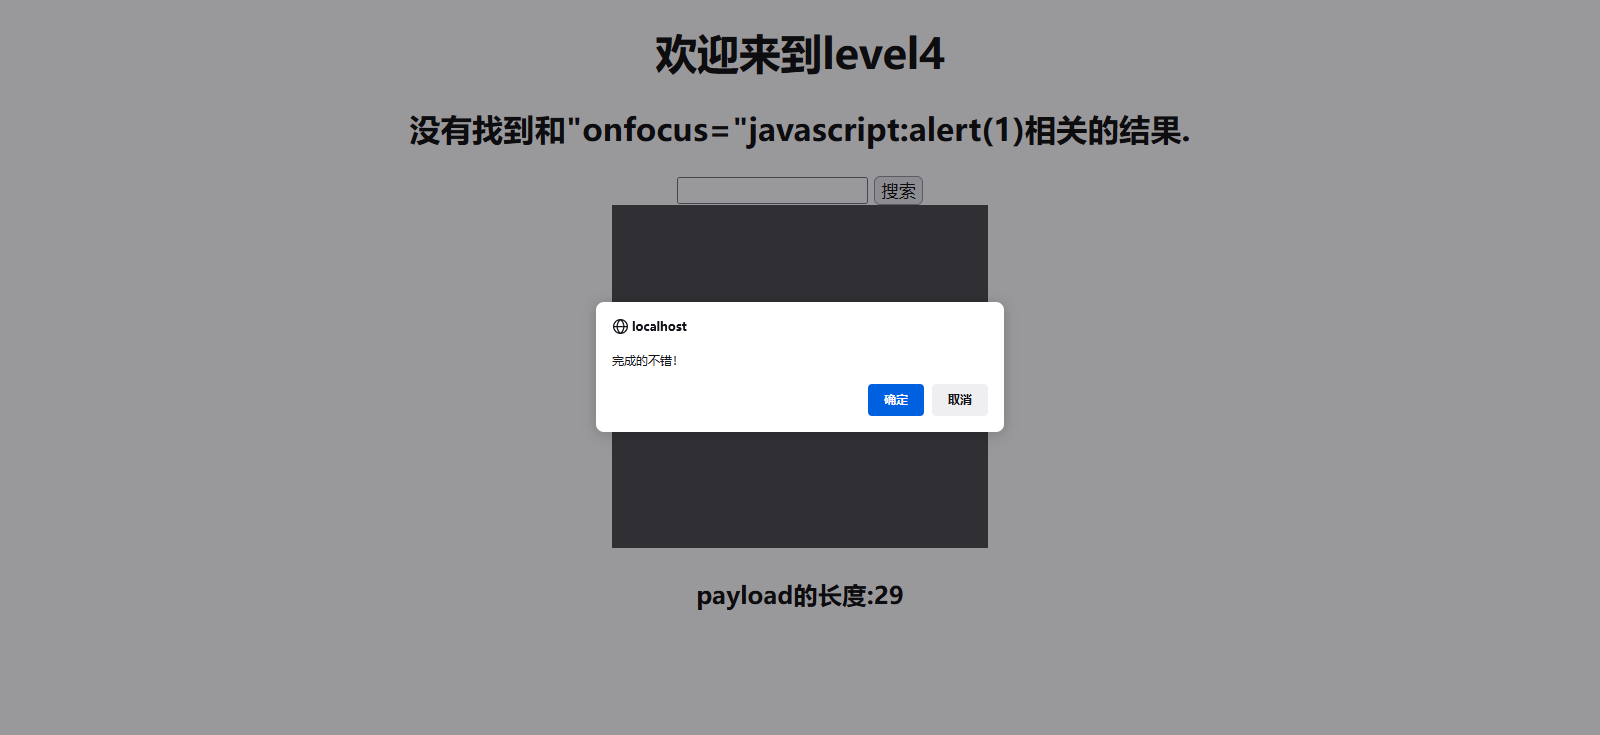 欢迎来到level4
没有找到和"onfocus="javascript:alert(1)相关的结果.
搜索
localhost
完成的不错!
确定 取消
payload的长度:29